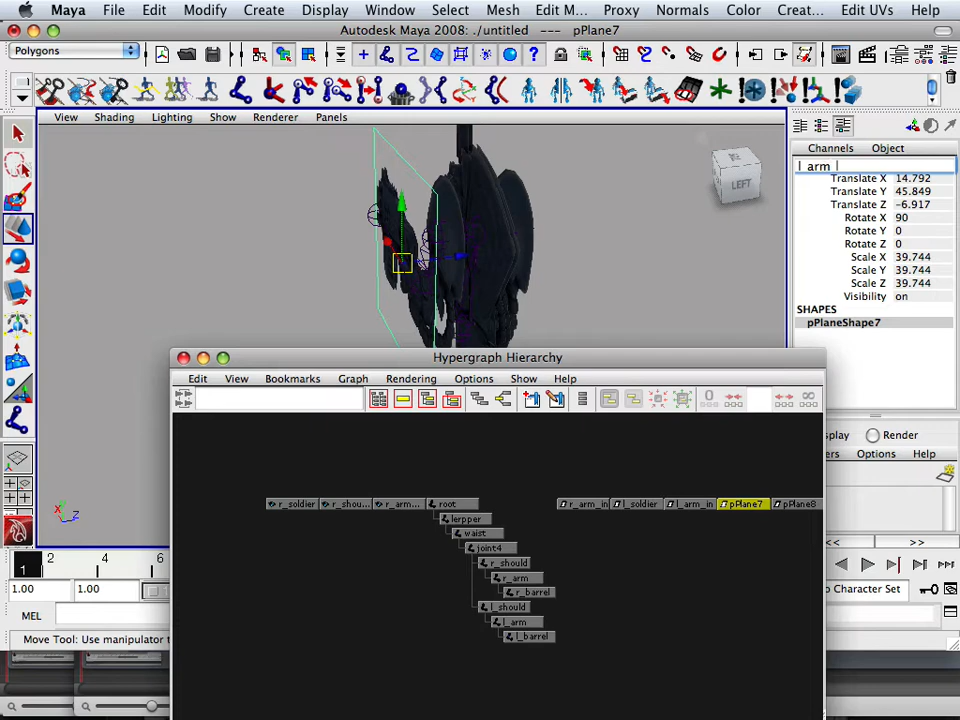 Maya File Edit Modify Create Display Window Select Mesh Edit M... Proxy Normals Color Creat... Edit UVs Help
Autodesk Maya 2008: ./untitled --- pPlane7
Polygons
View Shading Lighting Show Renderer Panels
Channels Object
l arm
Translate X 14.792
Translate Y 45.849
Translate Z -6.917
Rotate X 90
Rotate Y 0
Rotate Z 0
Scale X 39.744
Scale Y 39.744
Scale Z 39.744
Visibility on
SHAPES
pPlaneShape7
LEFT
Hypergraph Hierarchy
Edit View Bookmarks Graph Rendering Options Show Help
r_soldier r_shou... r_arm... root r_arm_in l_soldier l_arm_in pPlane7 pPlane8
lerpper
waist
joint4
r_should
r_arm
r_barrel
l_should
l_arm
l_barrel
splay Render
ers Options Help
<< >>
2 4 6
1
1.00 1.00
o Character Set
MEL
Move Tool: Use manipulator t
X Z